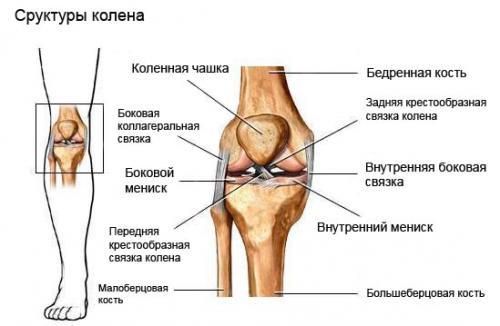 Сруктуры колена
Коленная чашка
Боковая
коллагеральная
связка
Боковой
мениск
Передняя
крестообразная
связка колена
Малоберцовая
кость
Бедренная кость
Задняя крестообразная
связка колена
Внутренняя боковая
связка
Внутренний мениск
Большеберцовая кость